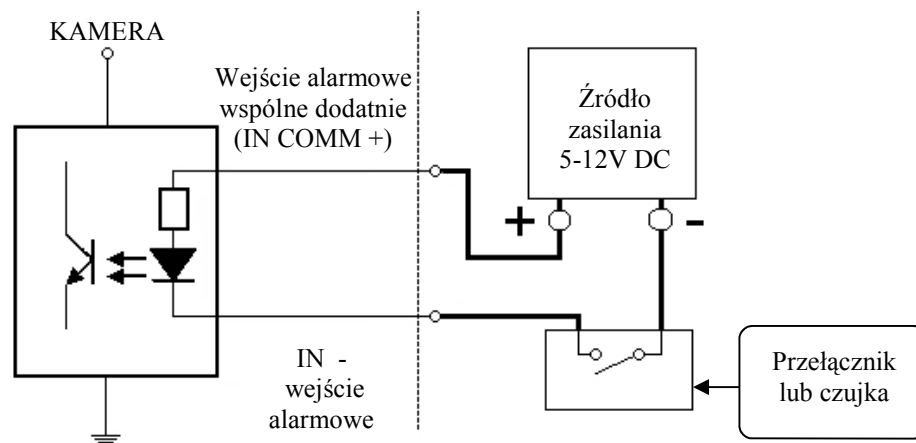 KAMERA
Wejście alarmowe
wspólne dodatnie
(IN COMM +)
Źródło
zasilania
5-12V DC
+
-
IN -
wejście
alarmowe
Przełącznik
lub czujka